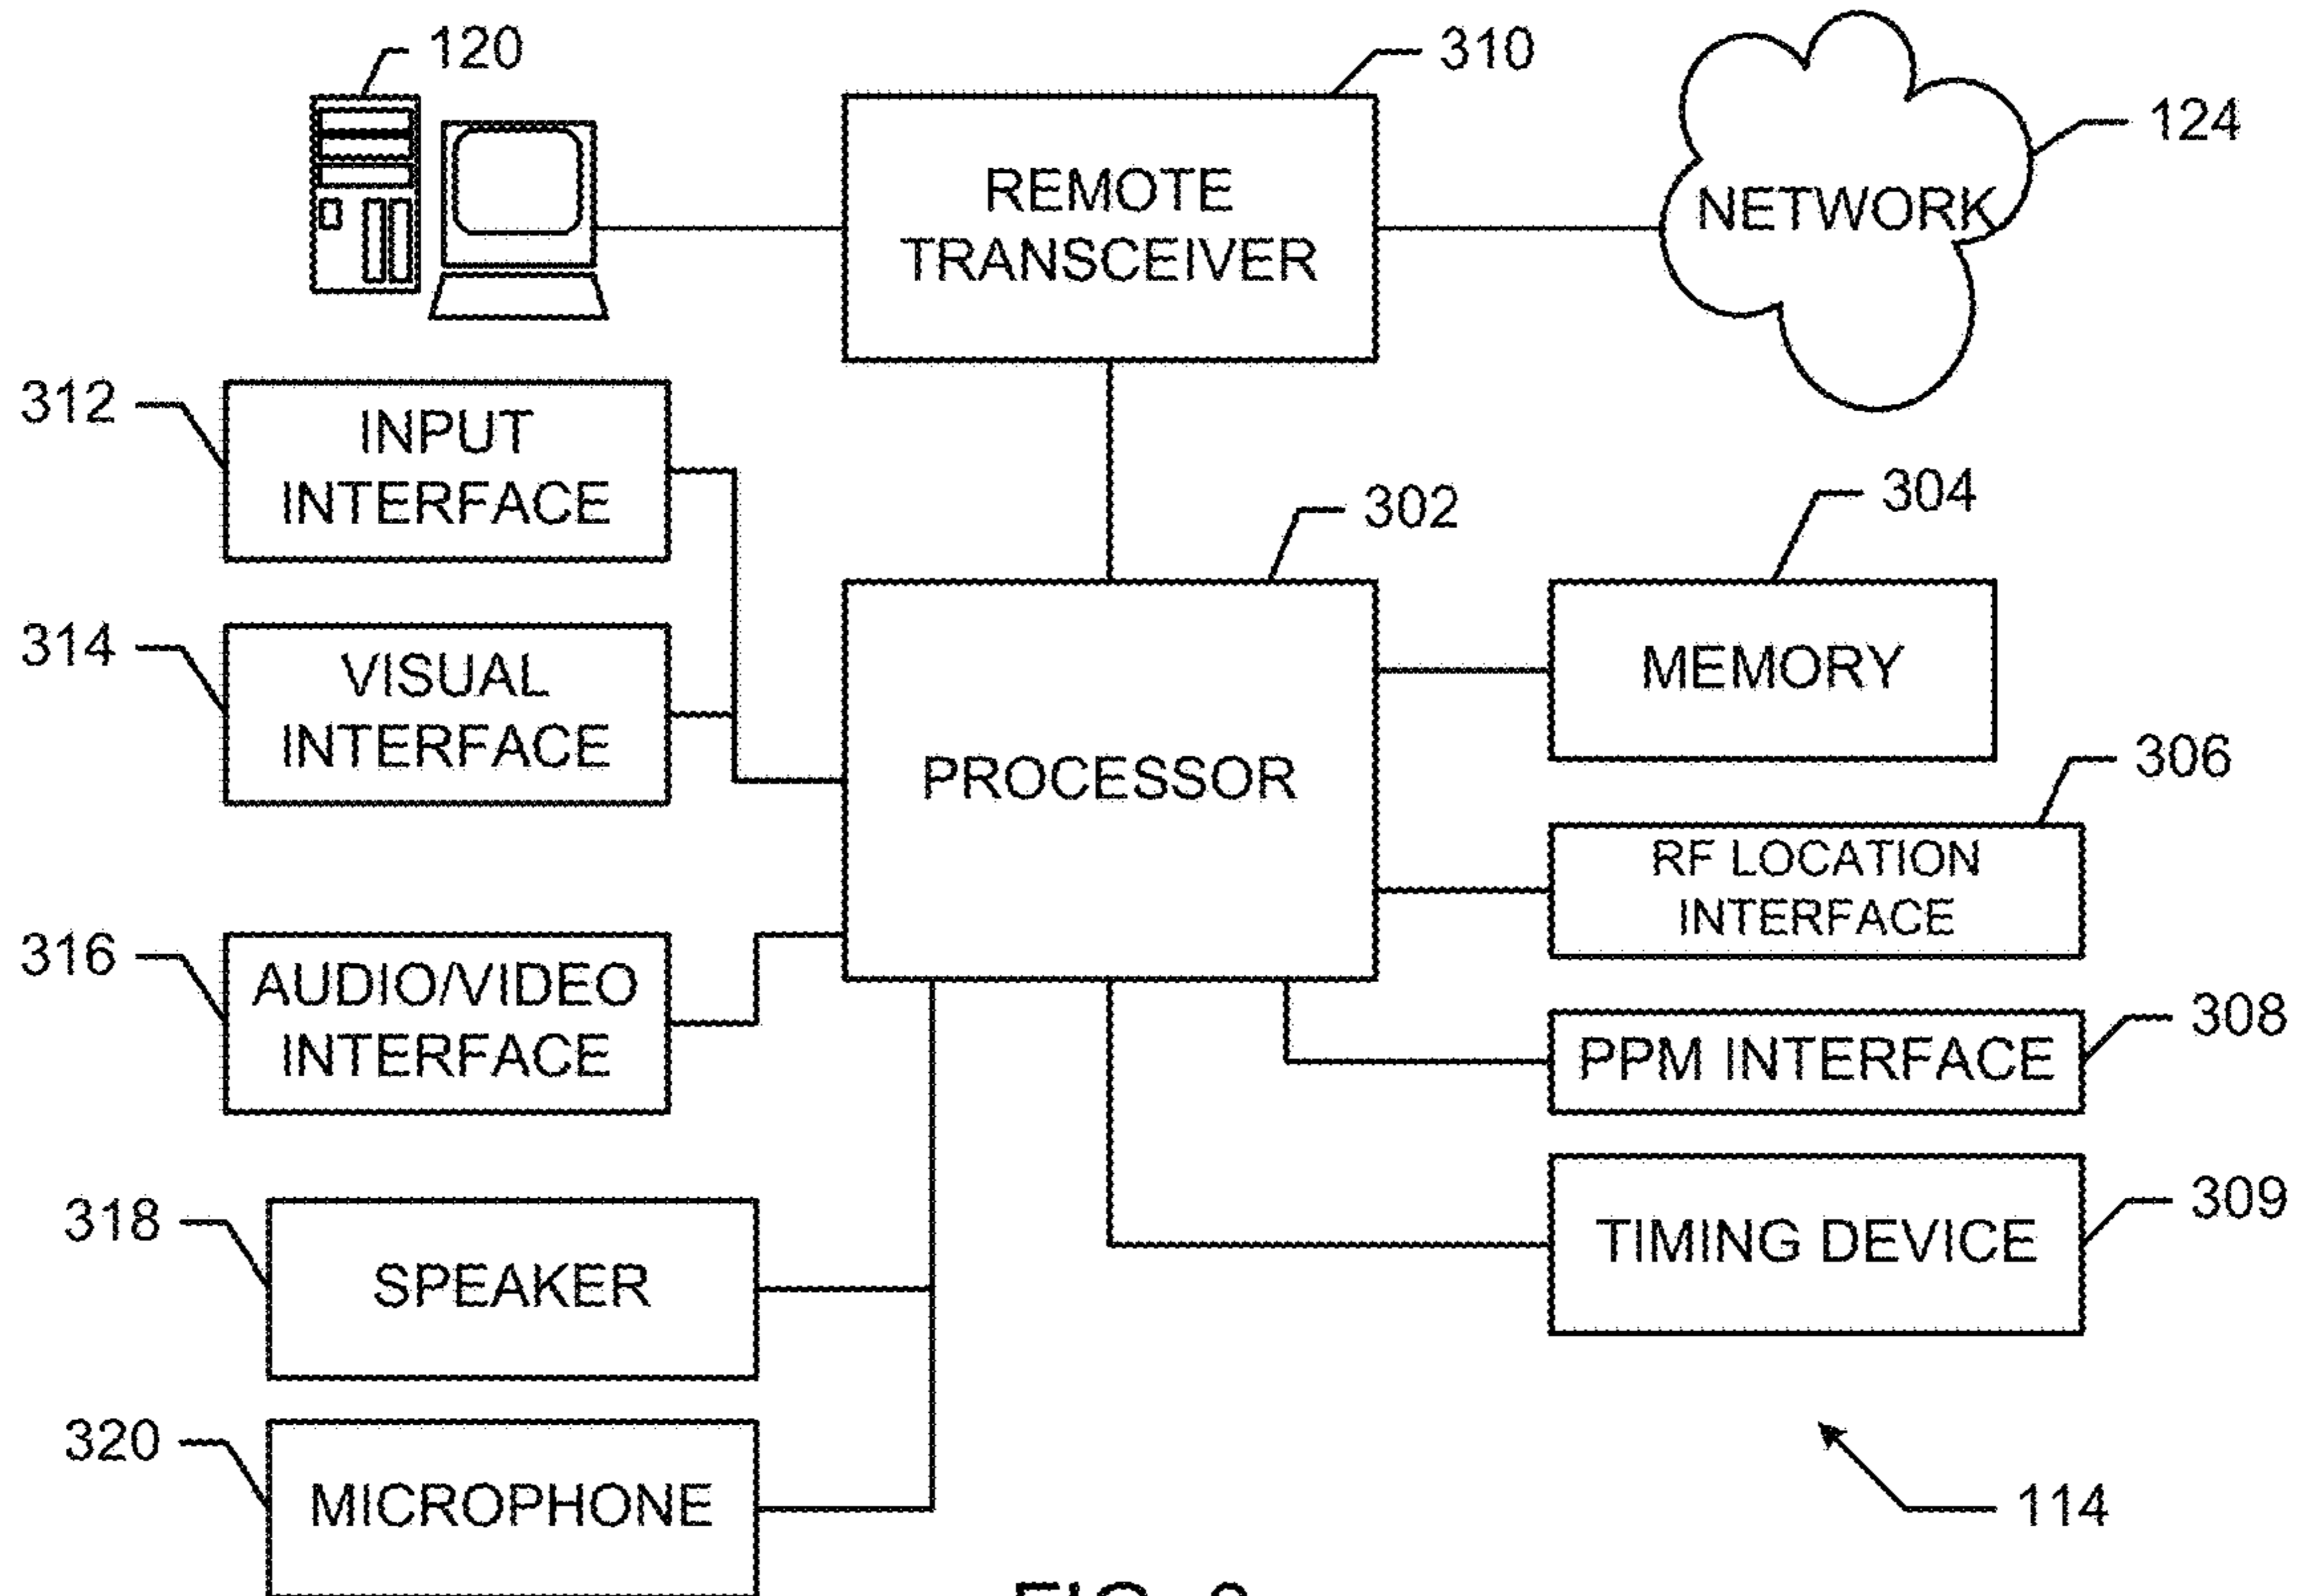 120
310
124
REMOTE
TRANSCEIVER
NETWORK
312
INPUT
INTERFACE
302
304
314
VISUAL
INTERFACE
PROCESSOR
MEMORY
306
RF LOCATION
INTERFACE
316
AUDIO/VIDEO
INTERFACE
308
PPM INTERFACE
318
SPEAKER
309
TIMING DEVICE
320
MICROPHONE
114
FIG.